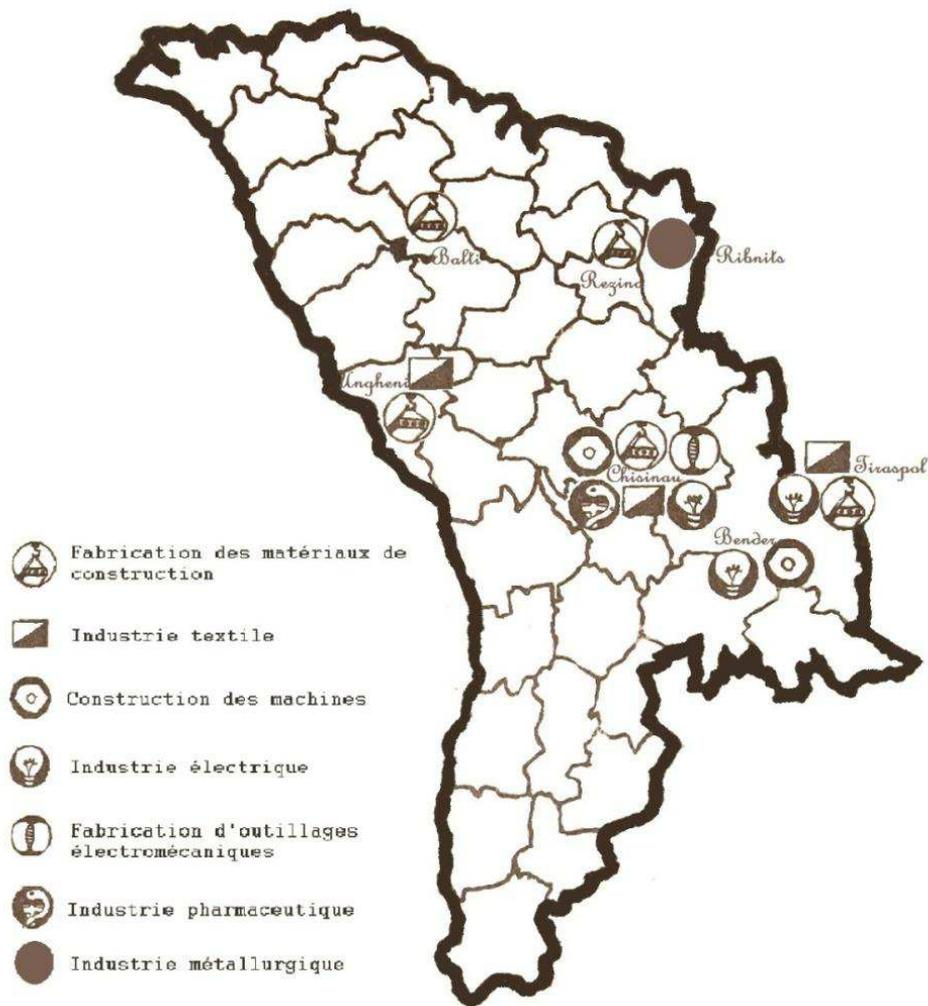 Balti
Rezina
Ribnits
Ungheni
Chisinau
Tiraspol
Bender
Fabrication des matériaux de
construction
Industrie textile
Construction des machines
Industrie électrique
Fabrication d'outillages
électromécaniques
Industrie pharmaceutique
Industrie métallurgique